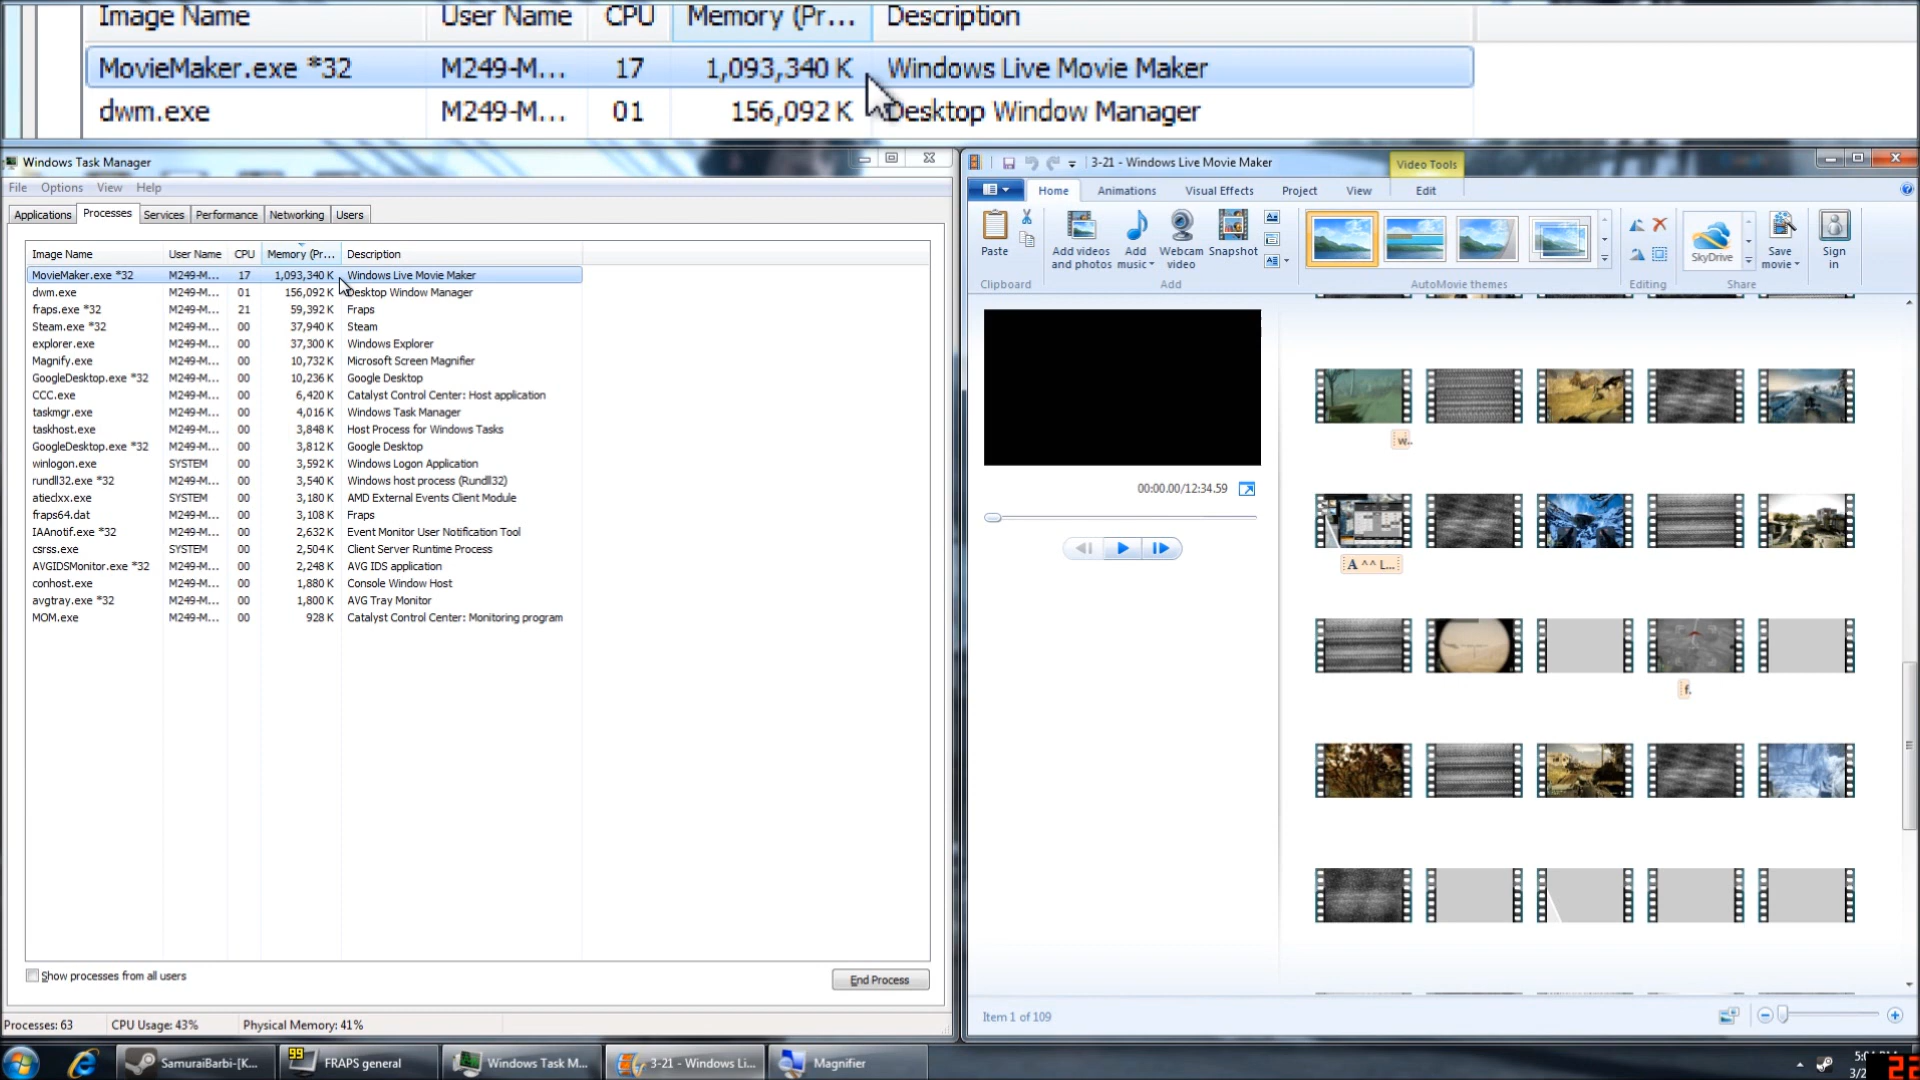 Image Name User Name CPU Memory (Pr... Description
MovieMaker.exe *32 M249-M... 17 1,093,340 K Windows Live Movie Maker
dwm.exe M249-M... 01 156,092 K Desktop Window Manager
Windows Task Manager
File Options View Help
Applications Processes Services Performance Networking Users
Image Name User Name CPU Memory (Pr... Description
MovieMaker.exe *32 M249-M... 17 1,093,340 K Windows Live Movie Maker
dwm.exe M249-M... 01 156,092 K Desktop Window Manager
fraps.exe *32 M249-M... 21 59,392 K Fraps
Steam.exe *32 M249-M... 00 37,940 K Steam
explorer.exe M249-M... 00 37,300 K Windows Explorer
Magnify.exe M249-M... 00 10,732 K Microsoft Screen Magnifier
GoogleDesktop.exe *32 M249-M... 00 10,236 K Google Desktop
CCC.exe M249-M... 00 6,420 K Catalyst Control Center: Host application
taskmgr.exe M249-M... 00 4,016 K Windows Task Manager
taskhost.exe M249-M... 00 3,848 K Host Process for Windows Tasks
GoogleDesktop.exe *32 M249-M... 00 3,812 K Google Desktop
winlogon.exe SYSTEM 00 3,592 K Windows Logon Application
rundll32.exe *32 M249-M... 00 3,540 K Windows host process (Rundll32)
atieclxx.exe SYSTEM 00 3,180 K AMD External Events Client Module
fraps64.dat M249-M... 00 3,108 K Fraps
IAAnotif.exe *32 M249-M... 00 2,632 K Event Monitor User Notification Tool
csrss.exe SYSTEM 00 2,504 K Client Server Runtime Process
AVGIDSMonitor.exe *32 M249-M... 00 2,248 K AVG IDS application
conhost.exe M249-M... 00 1,880 K Console Window Host
avgtray.exe *32 M249-M... 00 1,800 K AVG Tray Monitor
MOM.exe M249-M... 00 928 K Catalyst Control Center: Monitoring program
Show processes from all users
End Process
Processes: 63 CPU Usage: 43% Physical Memory: 41%
3-21 - Windows Live Movie Maker
Video Tools
Home Animations Visual Effects Project View Edit
Paste
Add videos and photos
Add music
Webcam video
Snapshot
SkyDrive
Save movie
Sign in
Clipboard Add AutoMovie themes Editing Share
00:00.00/12:34.59
w..
A ^^ L...
f.
Item 1 of 109
99
SamuraiBarbi-[K... FRAPS general Windows Task M... 3-21 - Windows Li... Magnifier
22